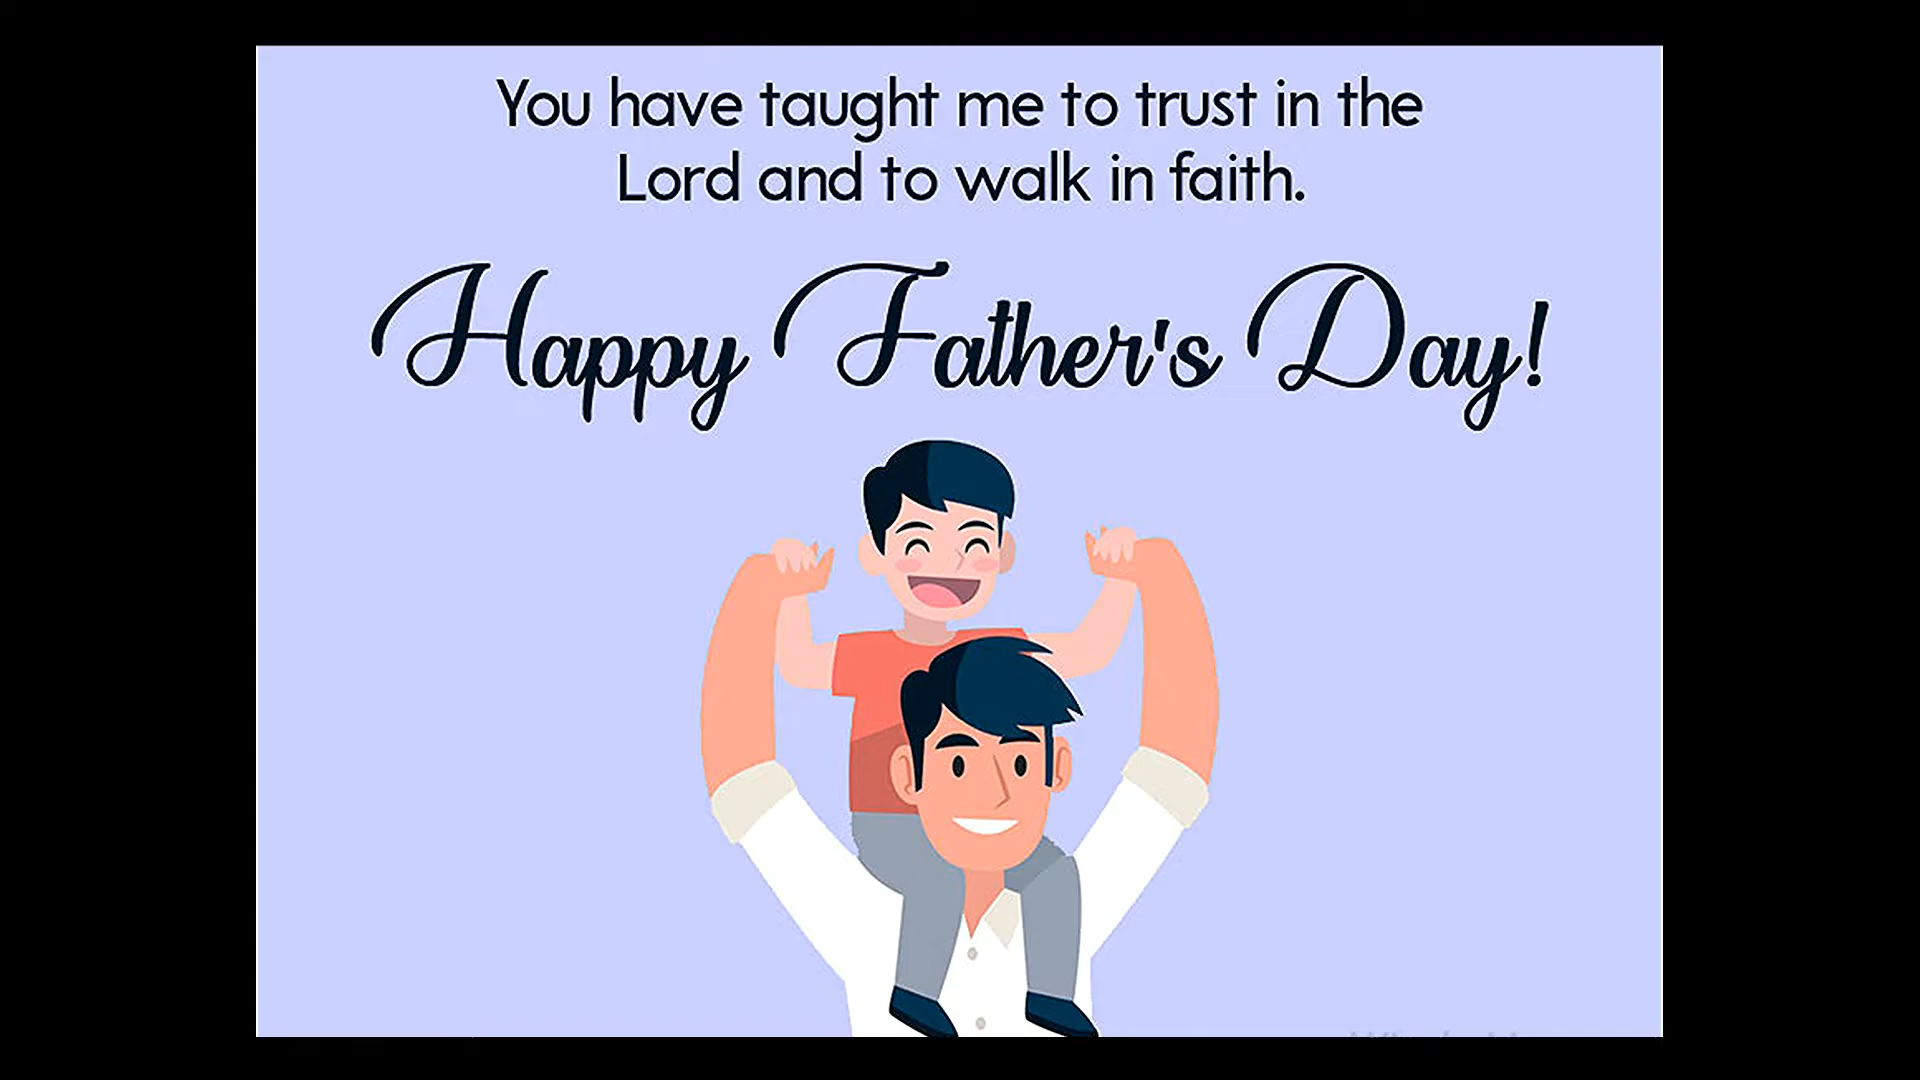 You have taught me to trust in the
Lord and to walk in faith.
Happy Father's Day!